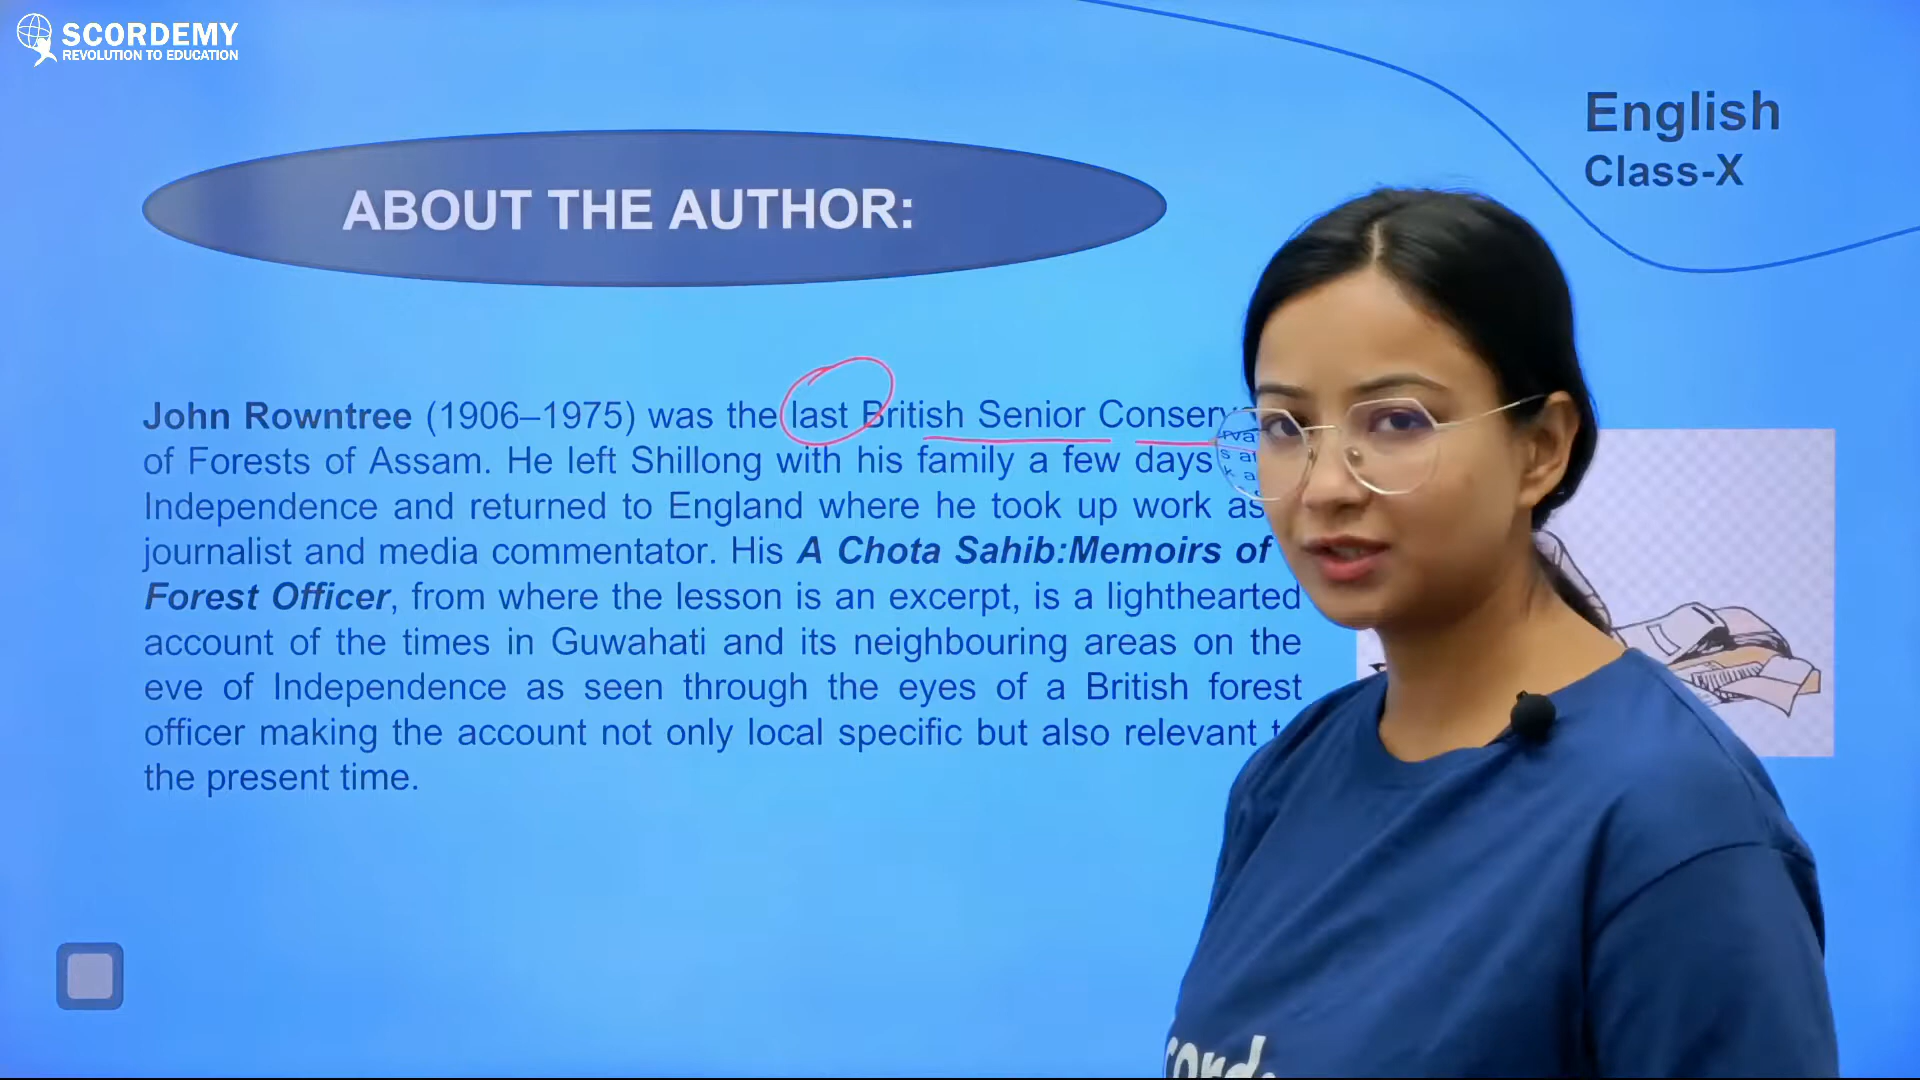 SCORDEMY
REVOLUTION TO EDUCATION
English
Class-X
ABOUT THE AUTHOR:
John Rowntree (1906–1975) was the last British Senior Conserv
of Forests of Assam. He left Shillong with his family a few days
Independence and returned to England where he took up work as
journalist and media commentator. His A Chota Sahib:Memoirs of
Forest Officer, from where the lesson is an excerpt, is a lighthearted
account of the times in Guwahati and its neighbouring areas on the
eve of Independence as seen through the eyes of a British forest
officer making the account not only local specific but also relevant
the present time.